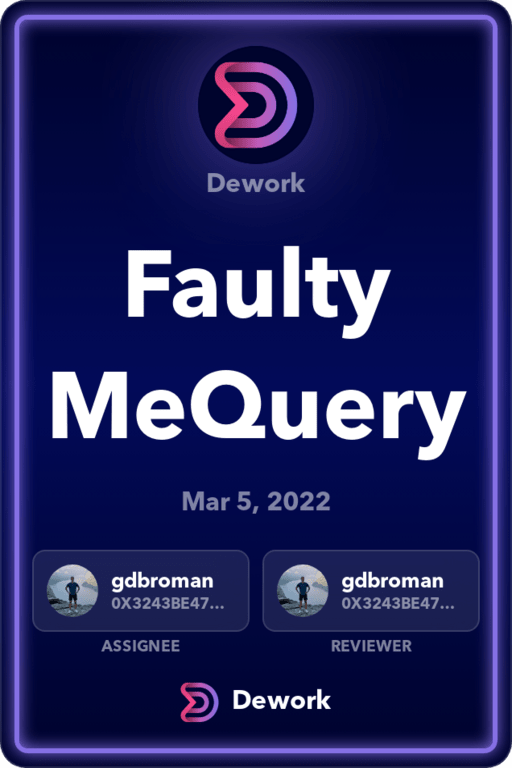 Dework
Faulty
MeQuery
Mar 5, 2022
gdbroman
0X3243BE47...
ASSIGNEE
gdbroman
0X3243BE47...
REVIEWER
Dework